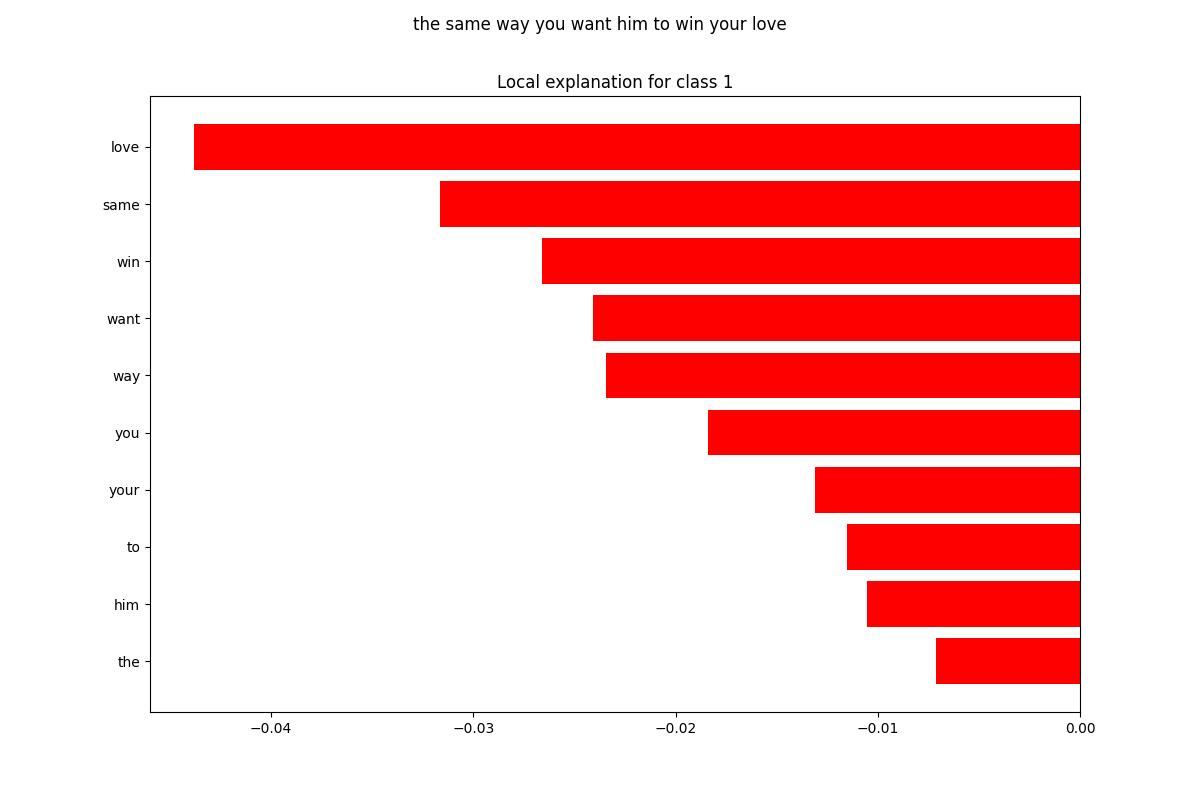 the same way you want him to win your love
Local explanation for class 1
love
same
win
want
way
you
your
to
him
the
−0.04 −0.03 −0.02 −0.01 0.00